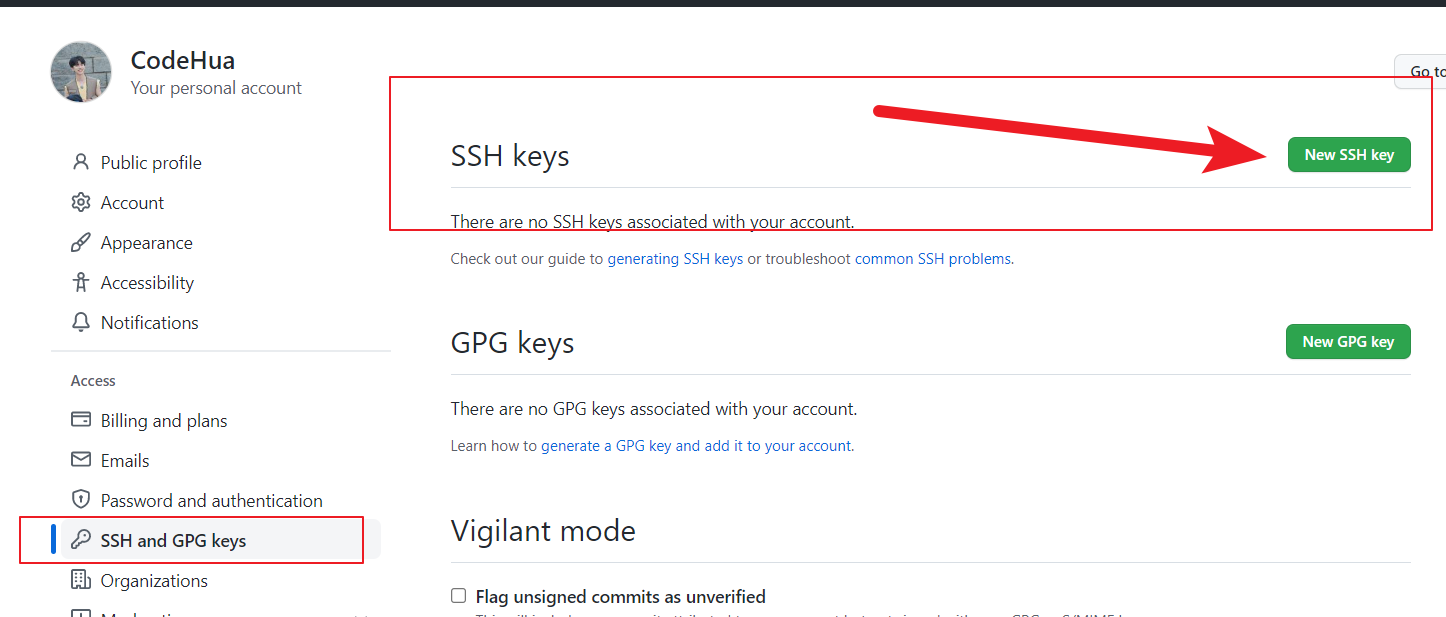 CodeHua
Your personal account
Go to
Public profile
Account
Appearance
Accessibility
Notifications
Access
Billing and plans
Emails
Password and authentication
SSH and GPG keys
Organizations
SSH keys
New SSH key
There are no SSH keys associated with your account.
Check out our guide to generating SSH keys or troubleshoot common SSH problems.
GPG keys
New GPG key
There are no GPG keys associated with your account.
Learn how to generate a GPG key and add it to your account.
Vigilant mode
Flag unsigned commits as unverified